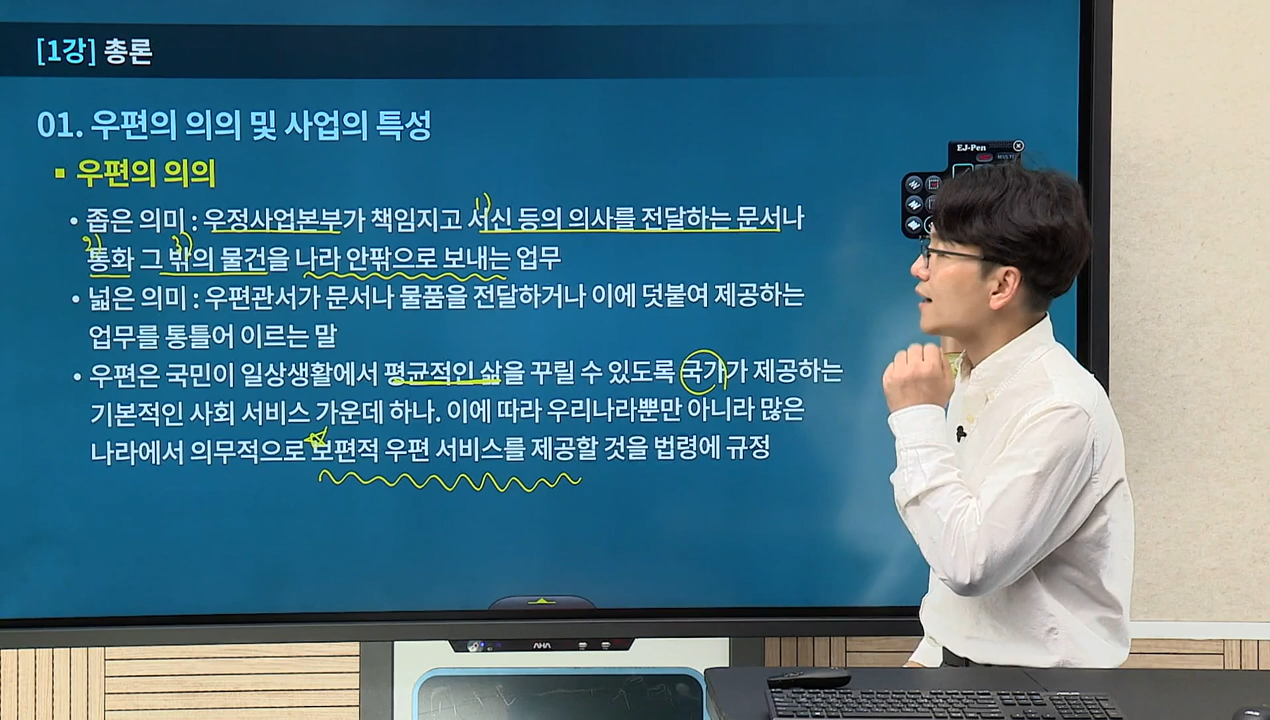 [1강] 총론
01. 우편의 의의 및 사업의 특성
▪ 우편의 의의
• 좁은 의미 : 우정사업본부가 책임지고 서신 등의 의사를 전달하는 문서나
통화 그 밖의 물건을 나라 안팎으로 보내는 업무
• 넓은 의미 : 우편관서가 문서나 물품을 전달하거나 이에 덧붙여 제공하는
업무를 통틀어 이르는 말
• 우편은 국민이 일상생활에서 평균적인 삶을 꾸릴 수 있도록 국가가 제공하는
기본적인 사회 서비스 가운데 하나. 이에 따라 우리나라뿐만 아니라 많은
나라에서 의무적으로 보편적 우편 서비스를 제공할 것을 법령에 규정
1)
2)
3)
EJ-Pen
AHA